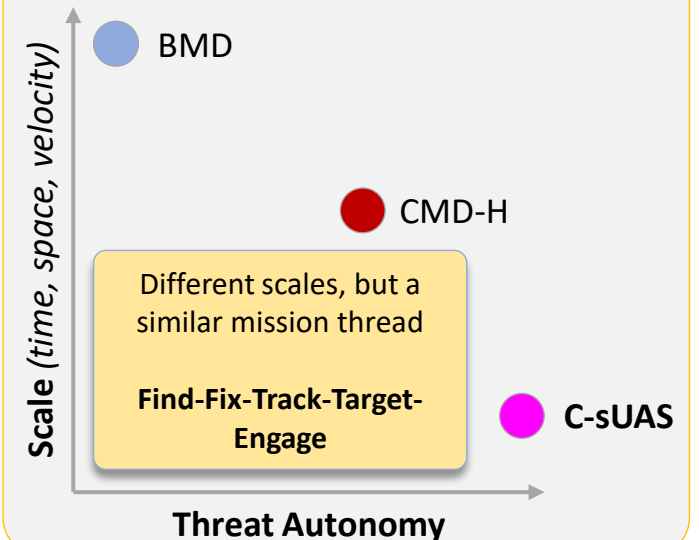 BMD
Scale (time, space, velocity)
CMD-H
Different scales, but a
similar mission thread
Find-Fix-Track-Target-
Engage
C-sUAS
Threat Autonomy